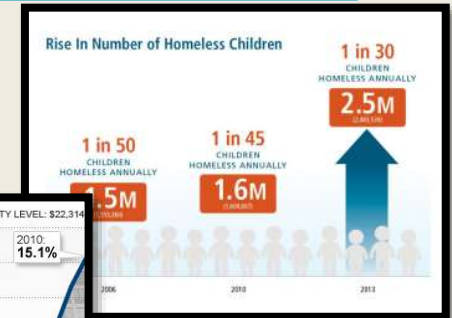 Rise In Number of Homeless Children
1 in 30
CHILDREN
HOMELESS ANNUALLY
2.5M
1 in 45
CHILDREN
HOMELESS ANNUALLY
1.6M
1 in 50
CHILDREN
HOMELESS ANNUALLY
.5M
TY LEVEL: $22,314
2010:
15.1%
2006
2010
2013